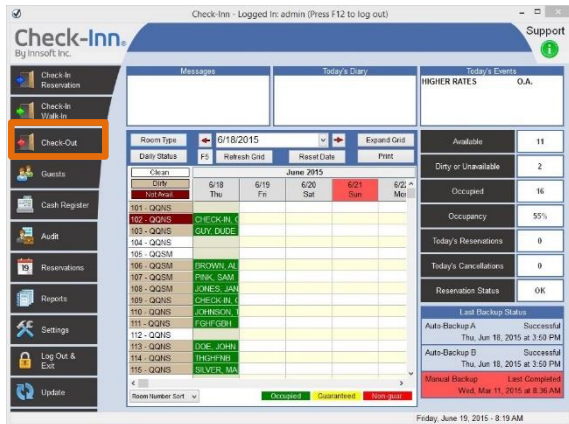 Check-Inn - Logged In: admin (Press F12 to log out)
Check-Inn®
By Innsoft Inc.
Support
Check-In
Reservation
Check-In
Walk-In
Check-Out
Guests
Cash Register
Audit
19
Reservations
Reports
Settings
Log Out &
Exit
Update
Messages
Today's Diary
Today's Events
HIGHER RATES O.A.
Room Type 6/18/2015 Expand Grid
Daily Status F5 Refresh Grid Reset Date Print
Clean June 2015
Dirty 6/18 6/19 6/20 6/21 6/22
Not Avail. Thu Fri Sat Sun Mon
101 - QQNS
102 - QQNS CHECK-IN, C
103 - QQNS GUY, DUDE
104 - QQNS
105 - QQSM
106 - QQSM BROWN, AL
107 - QQSM PINK, SAM
108 - QQSM JONES, JAN
109 - QQNS CHECK-IN, C
110 - QQNS JOHNSON, T
111 - QQNS FGHFGBH
112 - QQNS
113 - QQNS DOE, JOHN
114 - QQNS THGHFNB
115 - QQNS SILVER, MA
Room Number Sort Occupied Guaranteed Non-guar
Available 11
Dirty or Unavailable 2
Occupied 16
Occupancy 55%
Today's Reservations 0
Today's Cancellations 0
Reservation Status OK
Last Backup Status
Auto-Backup A Successful
Thu, Jun 18, 2015 at 3:50 PM
Auto-Backup B Successful
Thu, Jun 18, 2015 at 3:50 PM
Manual Backup Last Completed
Wed, Mar 11, 2015 at 8:36 AM
Friday, June 19, 2015 - 8:19 AM